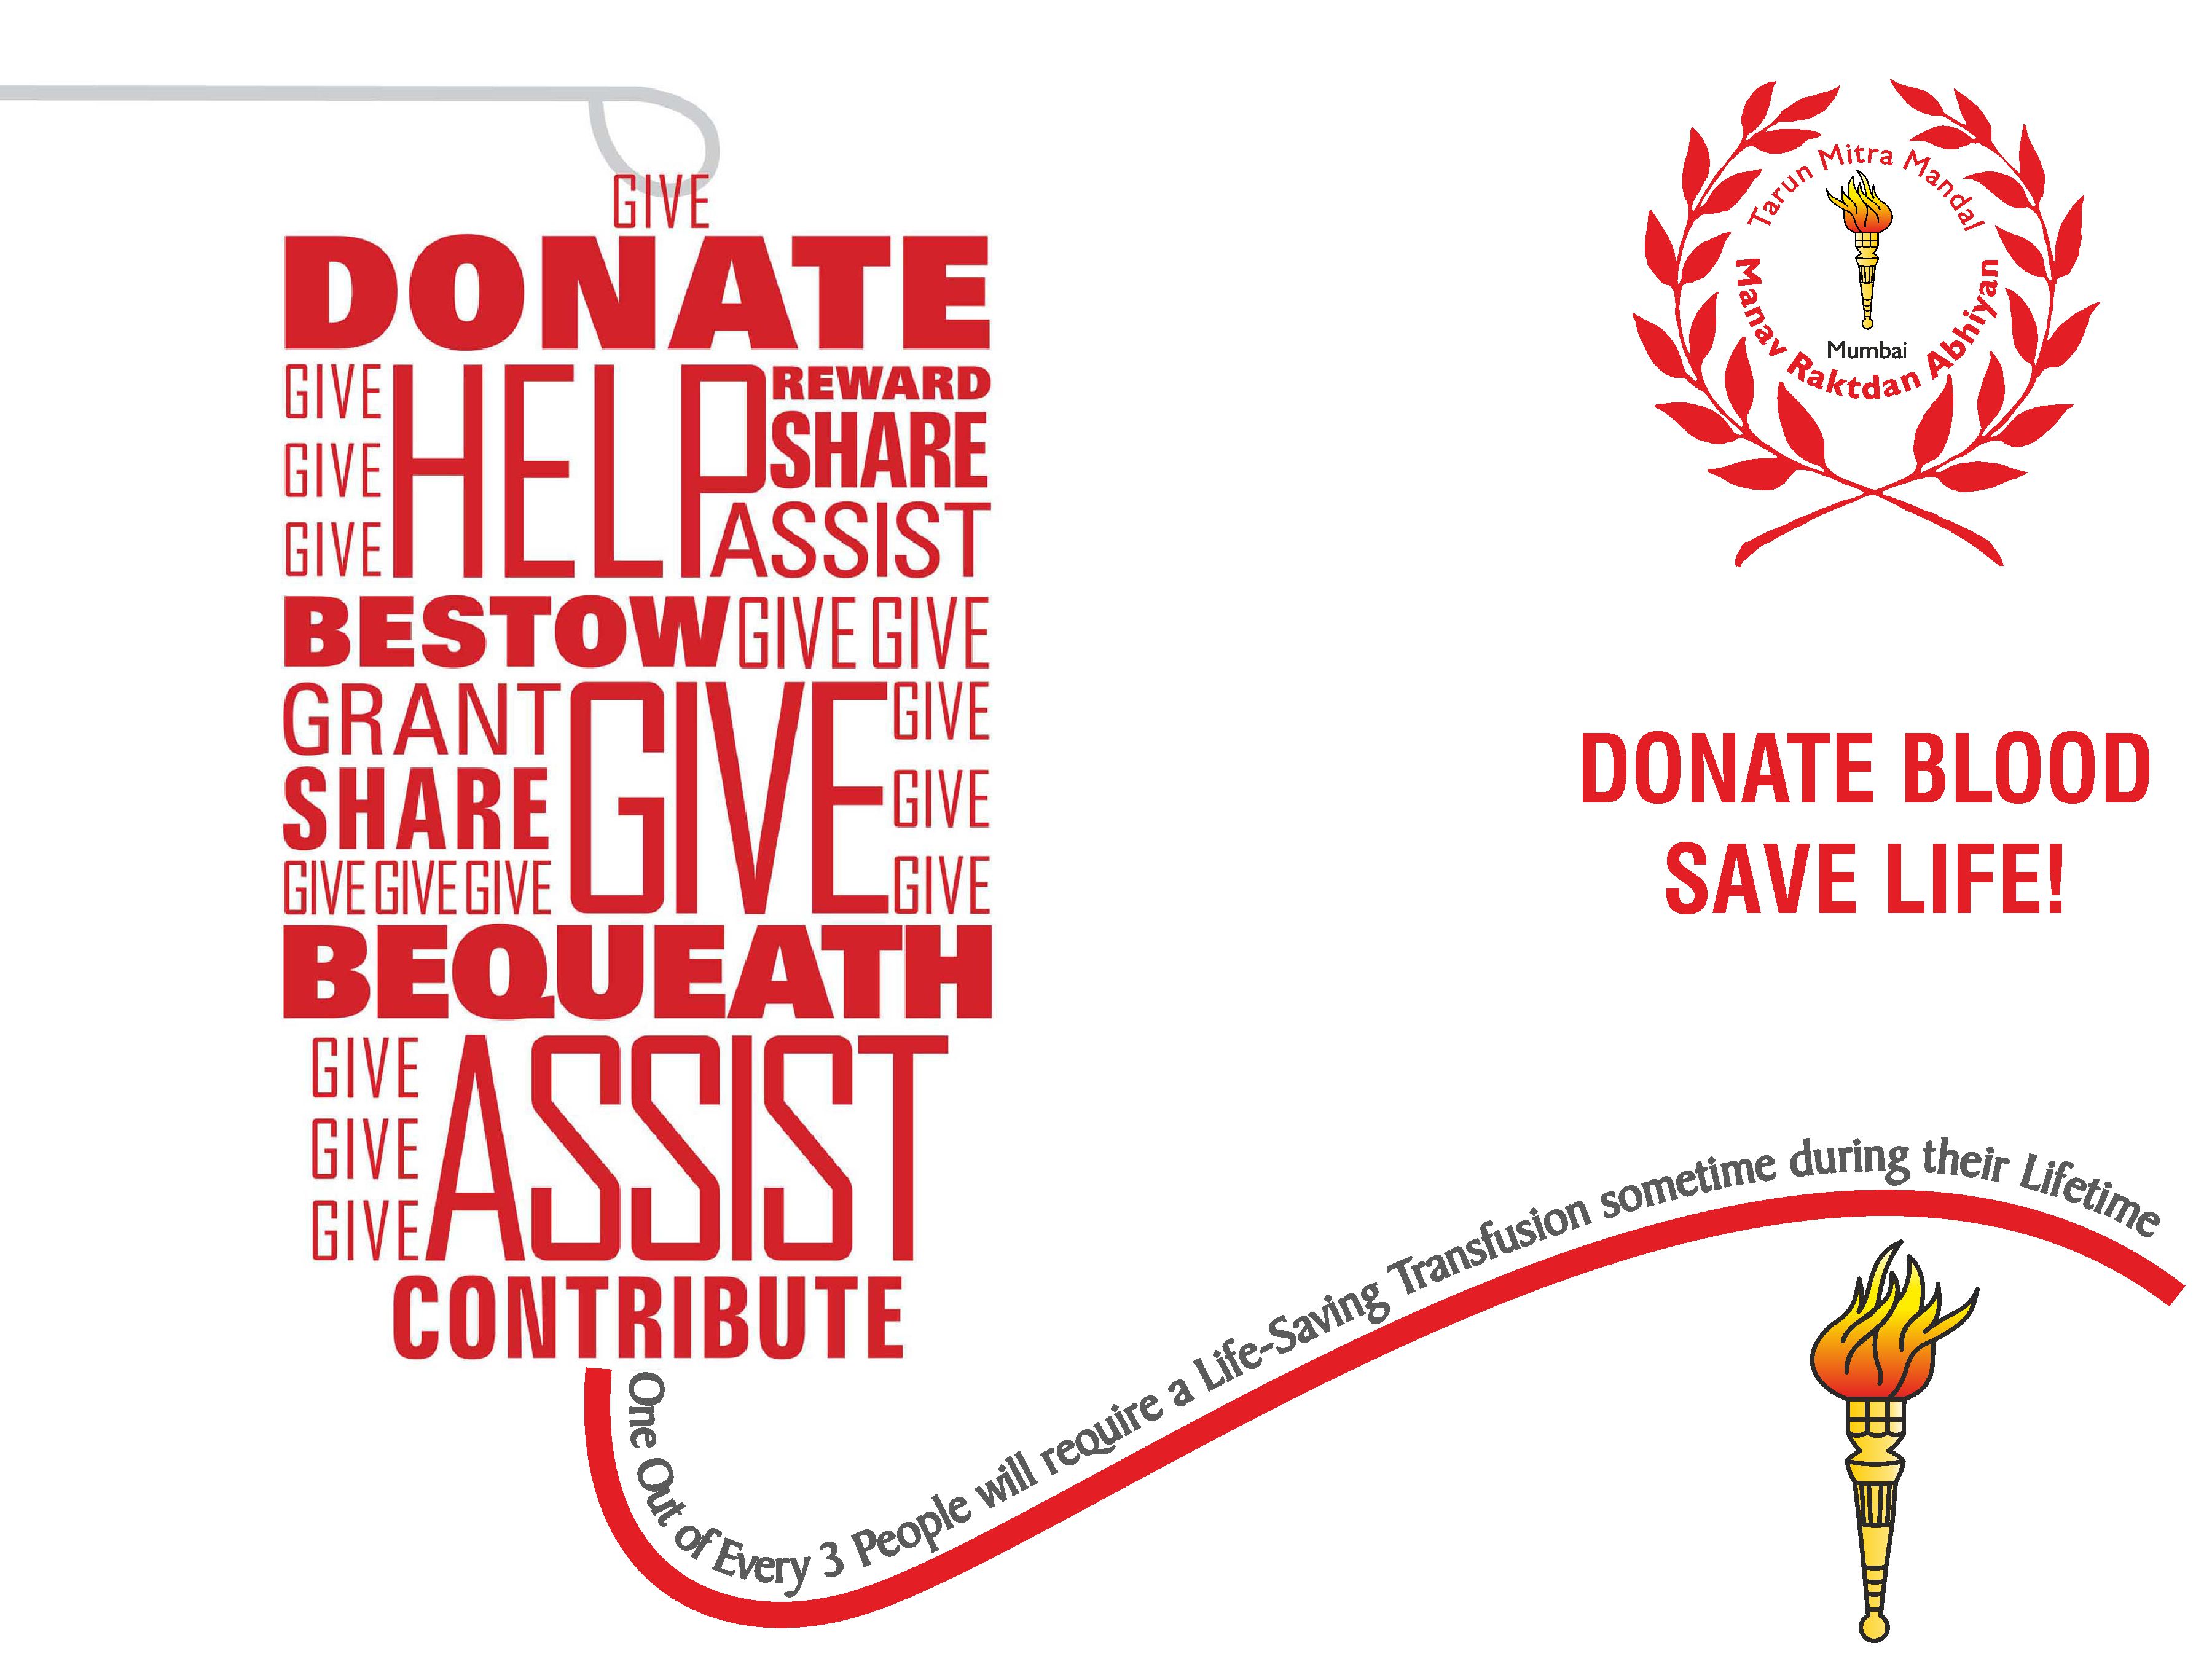 GIVE
DONATE
GIVE
GIVE
GIVE
HELP
REWARD
SHARE
ASSIST
BESTOW GIVE GIVE
GRANT
SHARE
GIVE GIVE GIVE
GIVE
GIVE
GIVE
GIVE
BEQUEATH
GIVE
GIVE
GIVE
ASSIST
CONTRIBUTE
One Out of Every 3 People will require a Life-Saving Transfusion sometime during their Lifetime
Tarun Mitra Mandal
Mumbai
Manav Raktdan Abhiyan
DONATE BLOOD
SAVE LIFE!